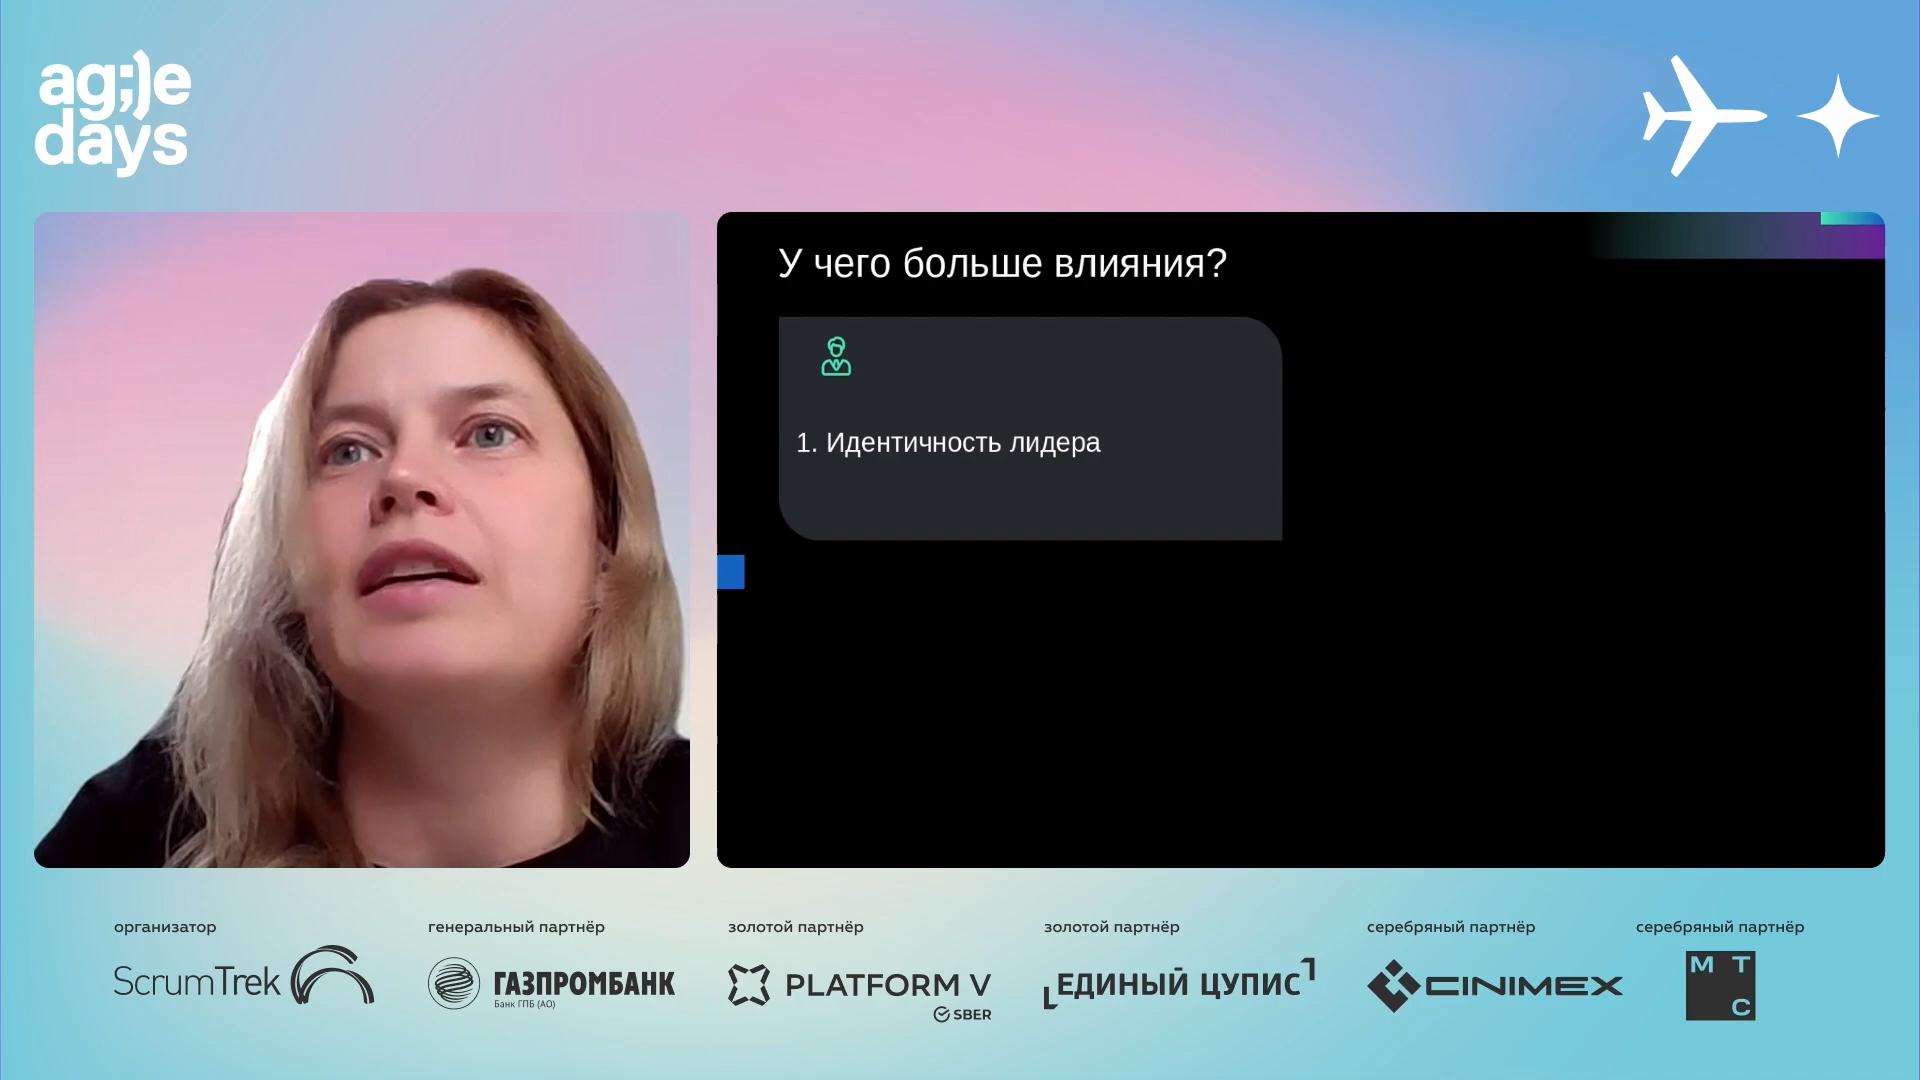 agile
days
У чего больше влияния?
1. Идентичность лидера
организатор
ScrumTrek
генеральный партнёр
ГАЗПРОМБАНК
Банк ГПБ (АО)
золотой партнёр
PLATFORM V
SBER
золотой партнёр
ЕДИНЫЙ ЦУПИС
серебряный партнёр
CINIMEX
серебряный партнёр
М Т
С